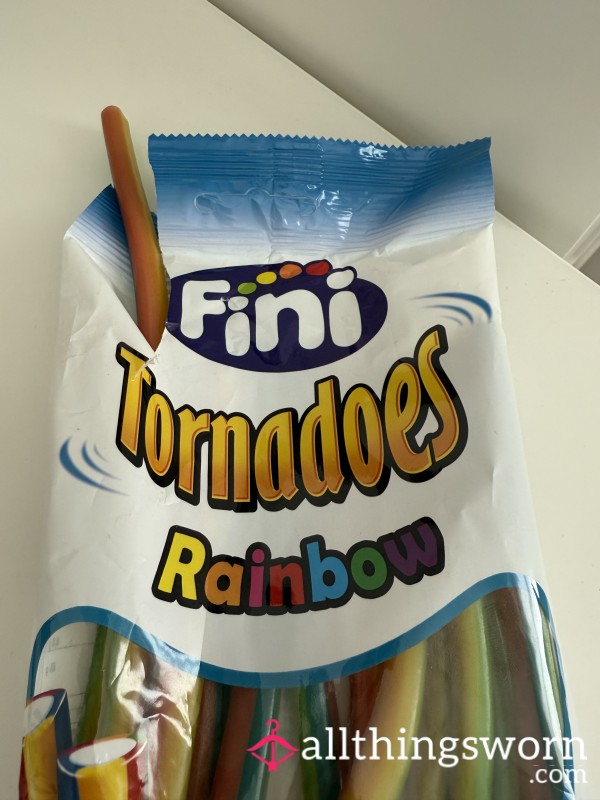 Fini
Tornadoes
Rainbow
allthingsworn
.com